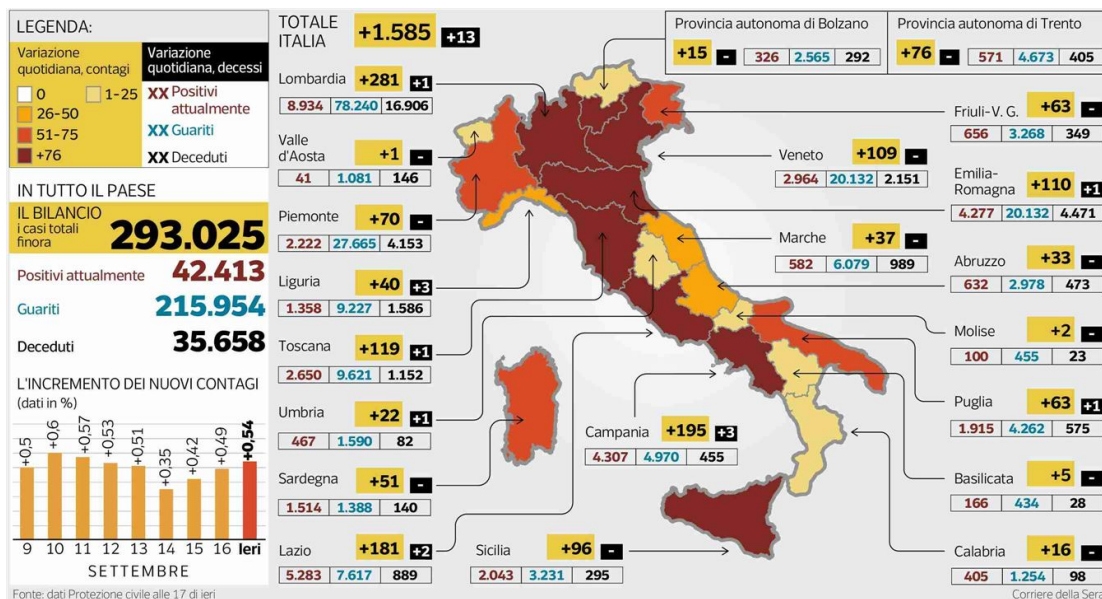 LEGENDA:
Variazione
quotidiana, contagi
0
1-25
26-50
51-75
+76
Variazione
quotidiana, decessi
XX Positivi
attualmente
XX Guariti
XX Deceduti
IN TUTTO IL PAESE
IL BILANCIO
i casi totali
finora
293.025
Positivi attualmente 42.413
Guariti 215.954
Deceduti 35.658
L'INCREMENTO DEI NUOVI CONTAGI
(dati in %)
+0,5 +0,6 +0,57 +0,53 +0,51 +0,35 +0,42 +0,49 +0,54
9 10 11 12 13 14 15 16 Ieri
SETTEMBRE
Fonte: dati Protezione civile alle 17 di ieri
TOTALE
ITALIA
+1.585 +13
Lombardia +281 +1
8.934 78.240 16.906
Valle
d'Aosta +1 -
41 1.081 146
Piemonte +70 -
2.222 27.665 4.153
Liguria +40 +3
1.358 9.227 1.586
Toscana +119 +1
2.650 9.621 1.152
Umbria +22 +1
467 1.590 82
Sardegna +51 -
1.514 1.388 140
Lazio +181 +2
5.283 7.617 889
Sicilia +96 -
2.043 3.231 295
Campania +195 +3
4.307 4.970 455
Provincia autonoma di Bolzano
+15 - 326 2.565 292
Provincia autonoma di Trento
+76 - 571 4.673 405
Friuli-V. G. +63 -
656 3.268 349
Veneto +109 -
2.964 20.132 2.151
Emilia-
Romagna +110 +1
4.277 20.132 4.471
Marche +37 -
582 6.079 989
Abruzzo +33 -
632 2.978 473
Molise +2 -
100 455 23
Puglia +63 +1
1.915 4.262 575
Basilicata +5 -
166 434 28
Calabria +16 -
405 1.254 98
Corriere della Sera